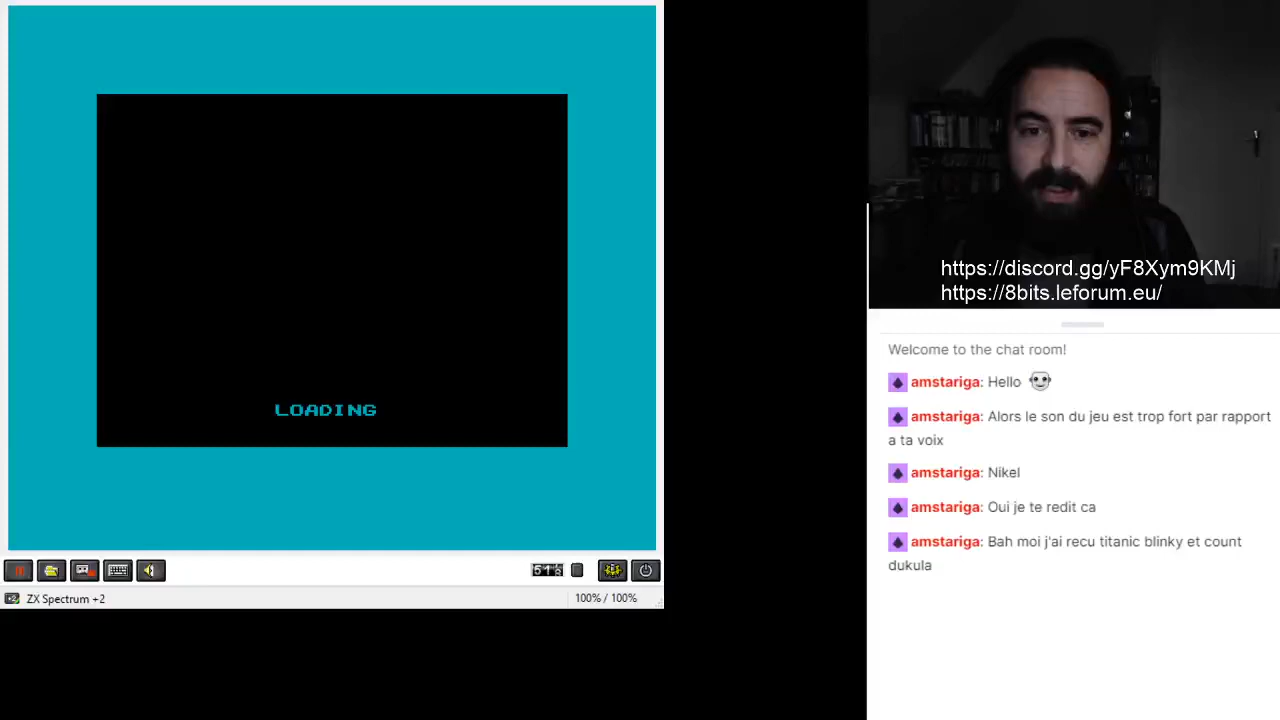 LOADING
ZX Spectrum +2
100% / 100%
https://discord.gg/yF8Xym9KMj
https://8bits.leforum.eu/
Welcome to the chat room!
amstariga: Hello
amstariga: Alors le son du jeu est trop fort par rapport
a ta voix
amstariga: Nikel
amstariga: Oui je te redit ca
amstariga: Bah moi j'ai recu titanic blinky et count
dukula